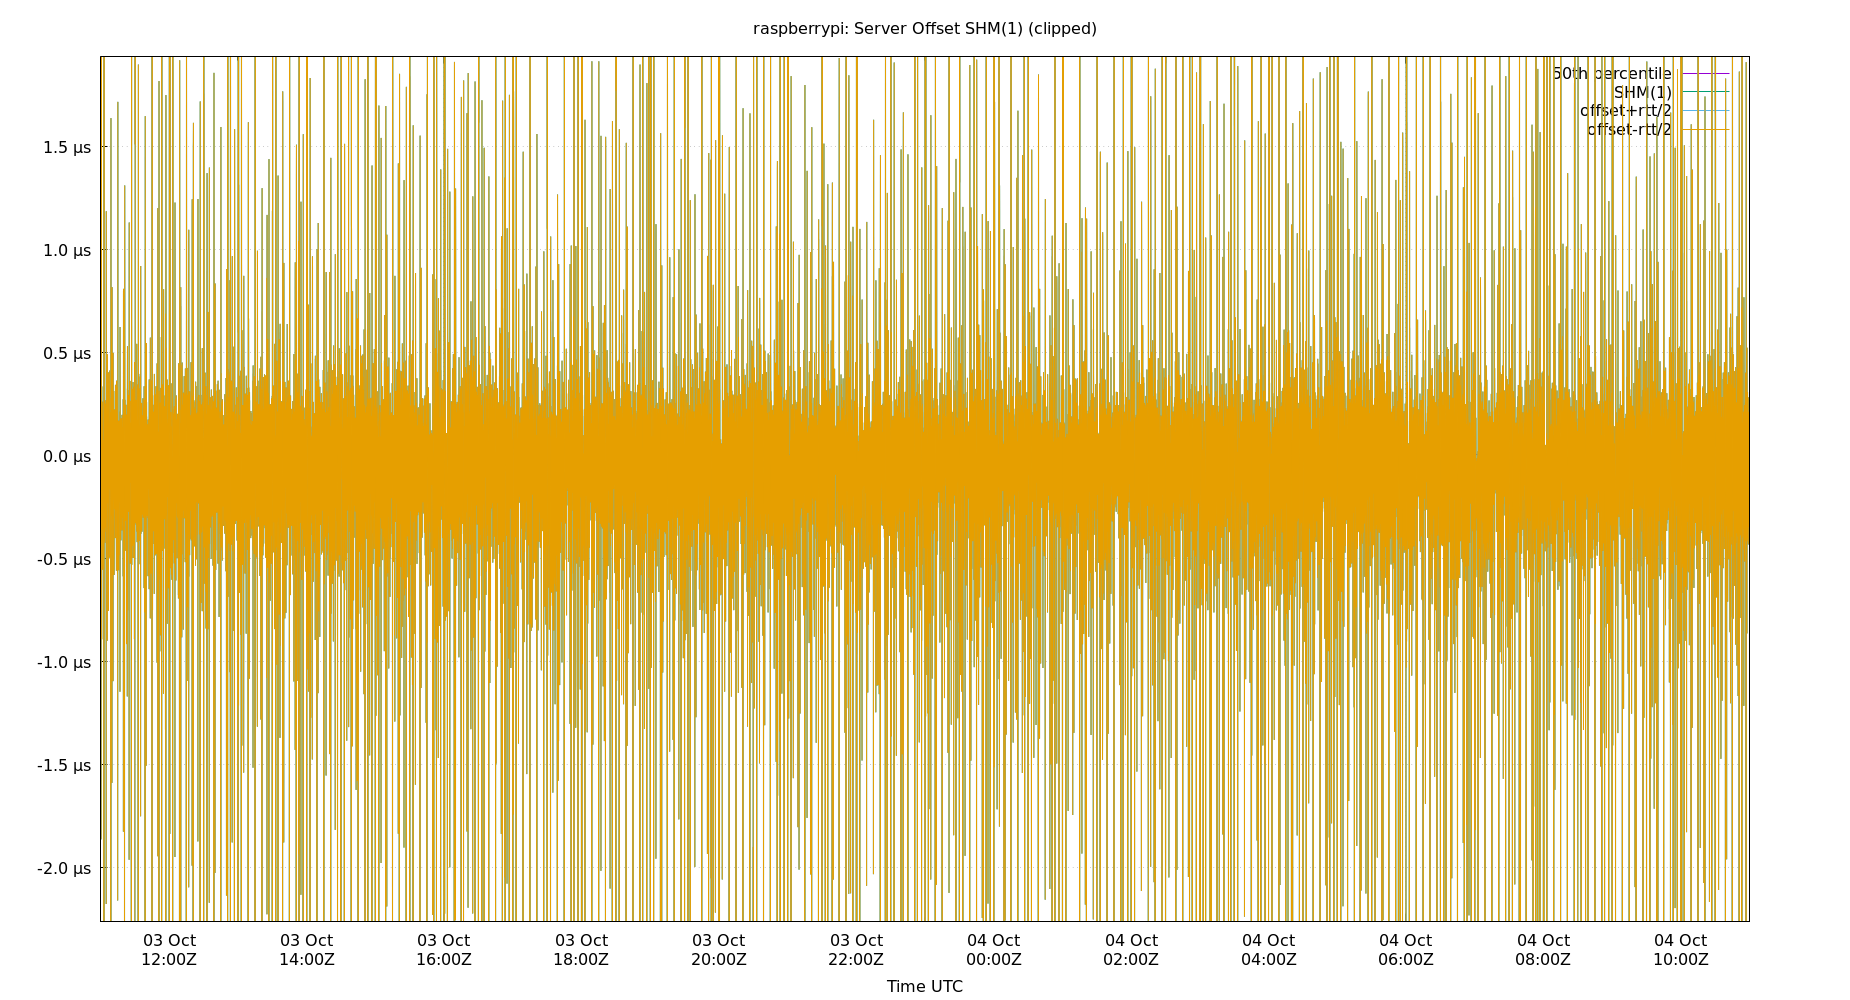 raspberrypi: Server Offset SHM(1) (clipped)
50th percentile
SHM(1)
offset+rtt/2
offset-rtt/2
1.5 µs
1.0 µs
0.5 µs
0.0 µs
-0.5 µs
-1.0 µs
-1.5 µs
-2.0 µs
03 Oct 03 Oct 03 Oct 03 Oct 03 Oct 03 Oct 04 Oct 04 Oct 04 Oct 04 Oct 04 Oct 04 Oct
12:00Z 14:00Z 16:00Z 18:00Z 20:00Z 22:00Z 00:00Z 02:00Z 04:00Z 06:00Z 08:00Z 10:00Z
Time UTC